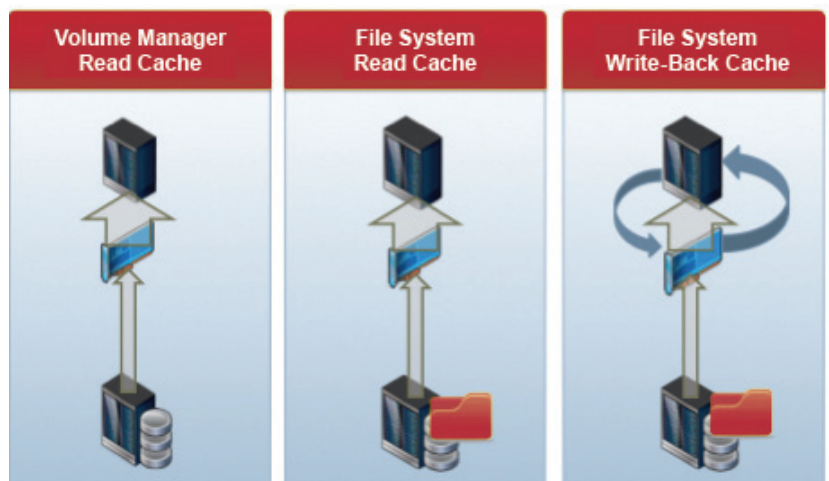 Volume Manager
Read Cache
File System
Read Cache
File System
Write-Back Cache